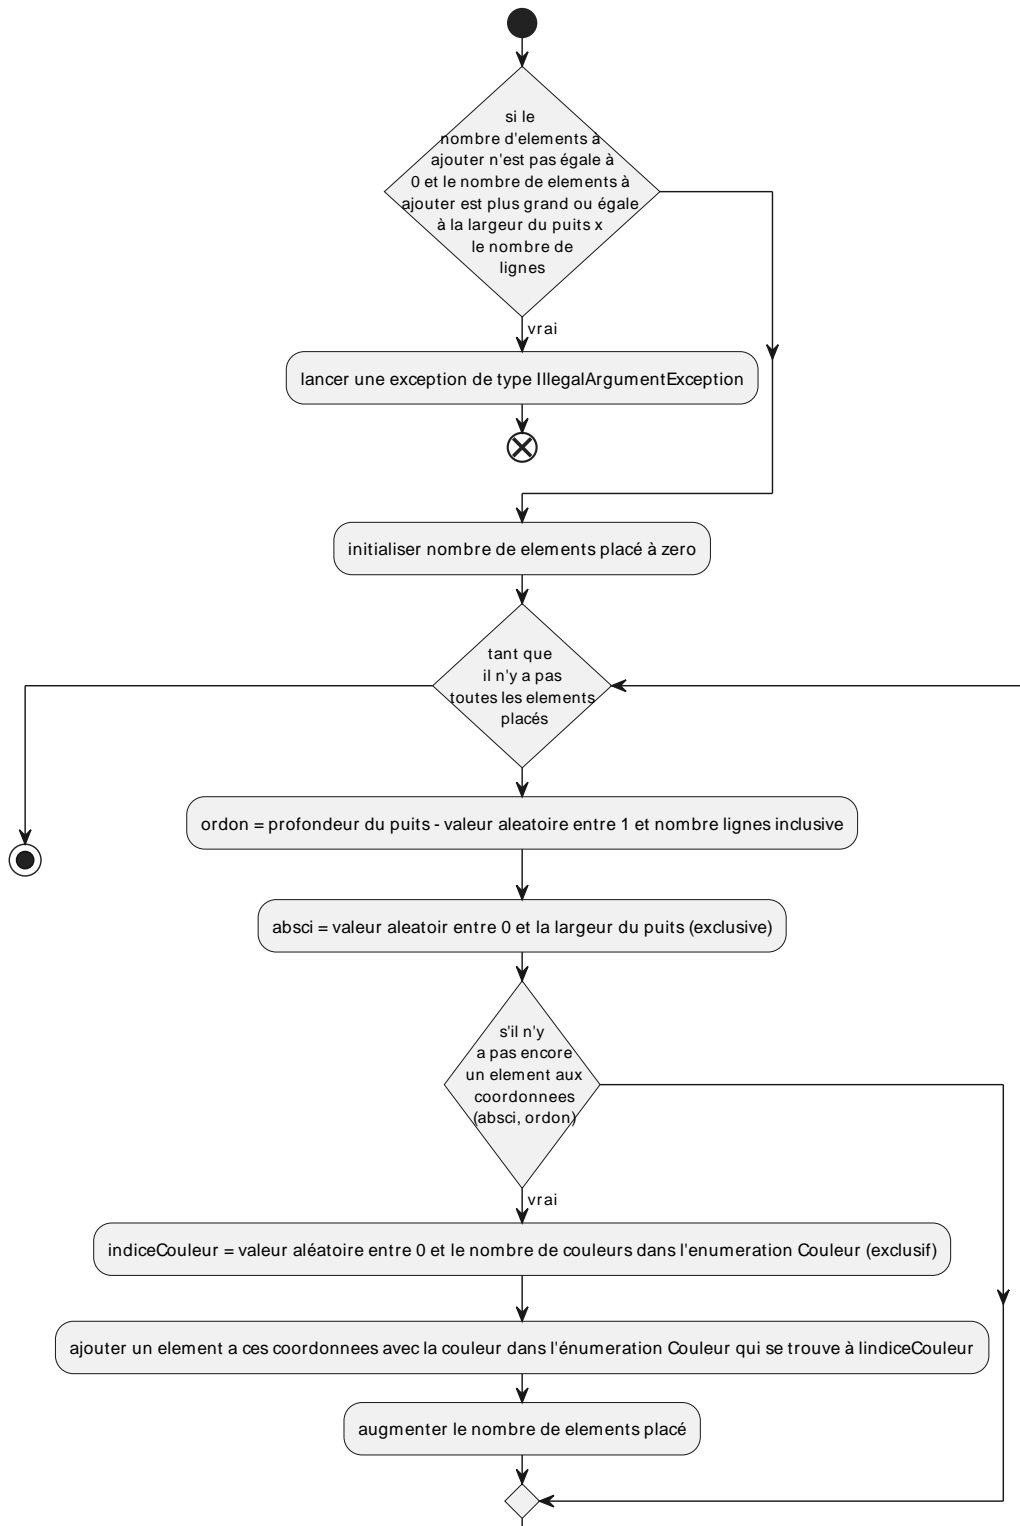 si le
nombre d'elements à
ajouter n'est pas égale à
0 et le nombre de elements à
ajouter est plus grand ou égale
à la largeur du puits x
le nombre de
lignes
vrai
lancer une exception de type IllegalArgumentException
initialiser nombre de elements placé à zero
tant que
il n'y a pas
toutes les elements
placés
ordon = profondeur du puits - valeur aleatoire entre 1 et nombre lignes inclusive
absci = valeur aleatoir entre 0 et la largeur du puits (exclusive)
s'il n'y
a pas encore
un element aux
coordonnees
(absci, ordon)
vrai
indiceCouleur = valeur aléatoire entre 0 et le nombre de couleurs dans l'enumeration Couleur (exclusif)
ajouter un element a ces coordonnees avec la couleur dans l'énumeration Couleur qui se trouve à lindiceCouleur
augmenter le nombre de elements placé